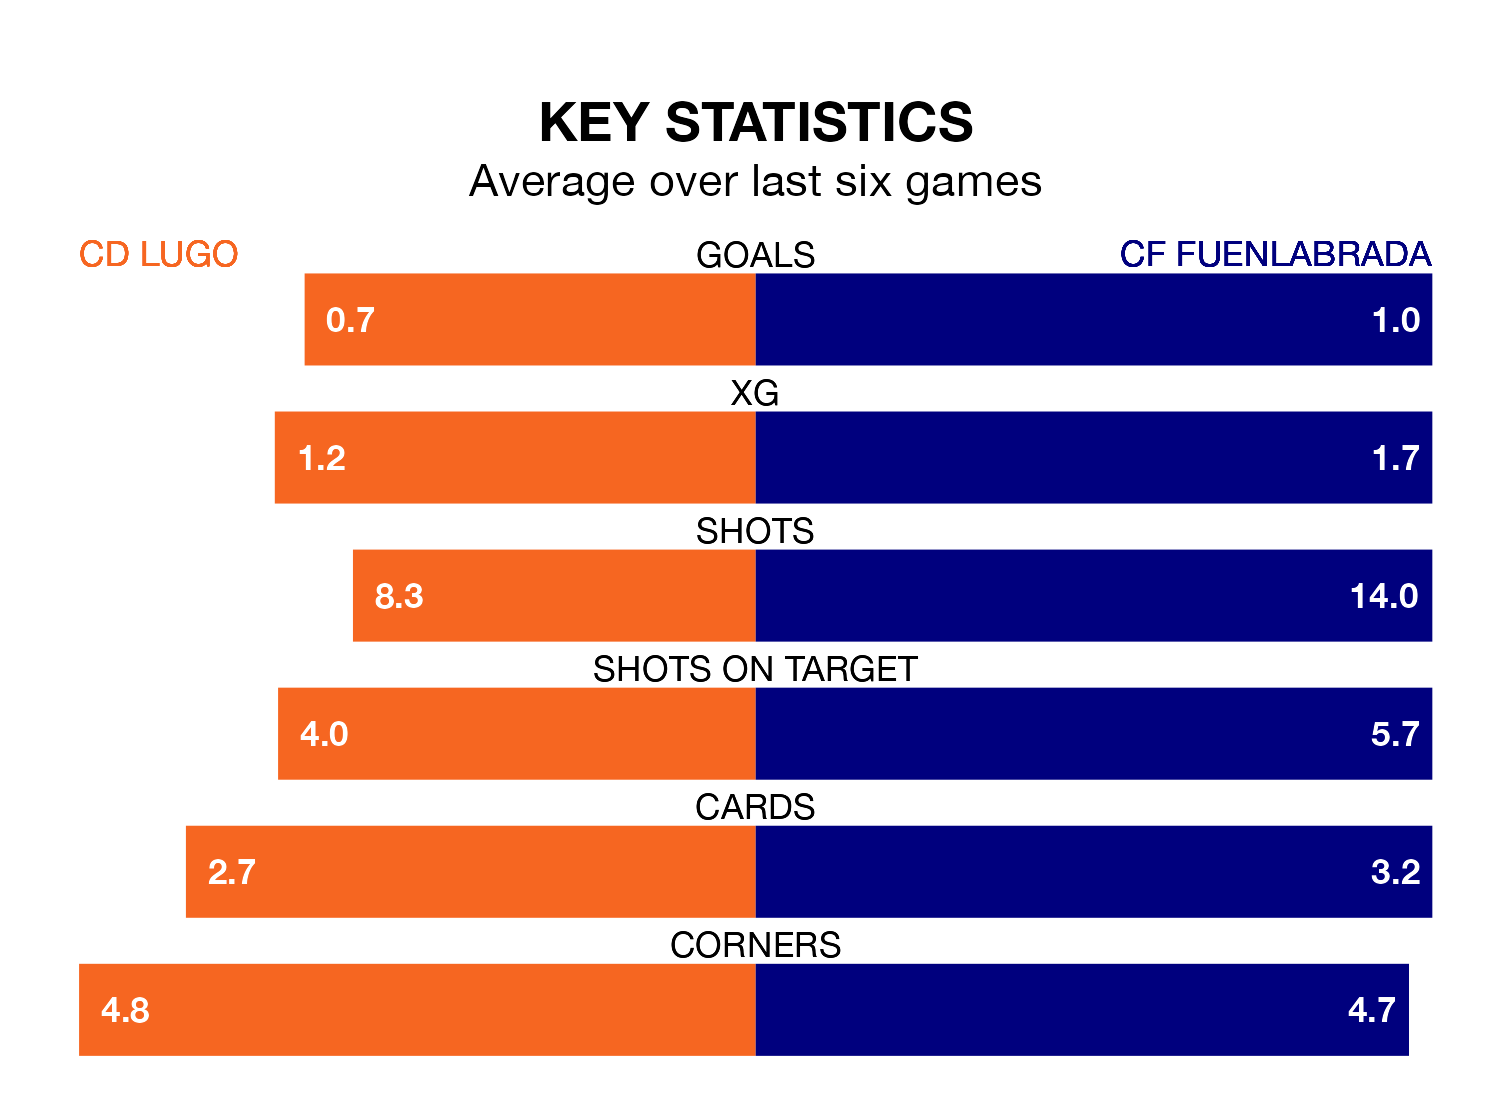 KEY STATISTICS
Average over last six games
CD LUGO GOALS CF FUENLABRADA
0.7 1.0
XG
1.2 1.7
SHOTS
8.3 14.0
SHOTS ON TARGET
4.0 5.7
CARDS
2.7 3.2
CORNERS
4.8 4.7